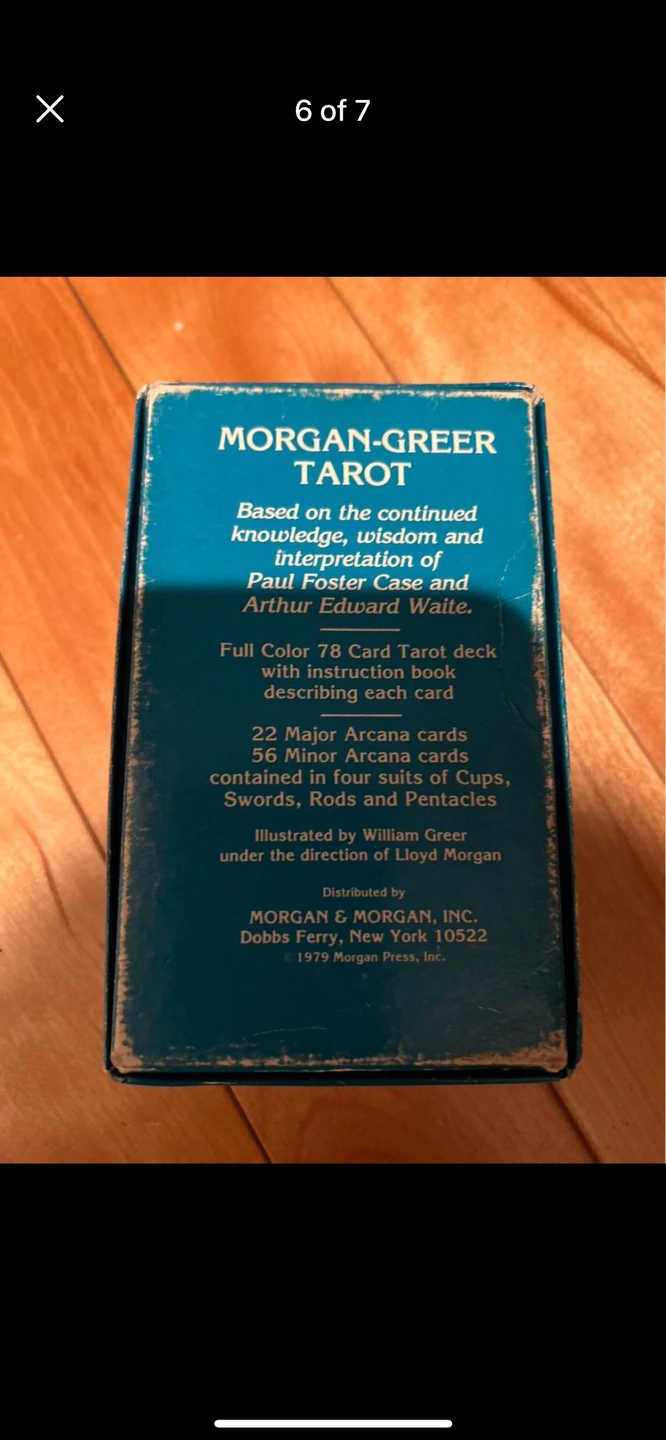 6 of 7
MORGAN-GREER
TAROT
Based on the continued
knowledge, wisdom and
interpretation of
Paul Foster Case and
Arthur Edward Waite.
Full Color 78 Card Tarot deck
with instruction book
describing each card
22 Major Arcana cards
56 Minor Arcana cards
contained in four suits of Cups,
Swords, Rods and Pentacles
Illustrated by William Greer
under the direction of Lloyd Morgan
Distributed by
MORGAN & MORGAN, INC.
Dobbs Ferry, New York 10522
© 1979 Morgan Press, Inc.